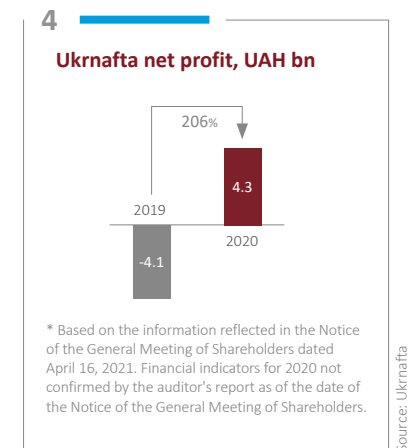 4
Ukrnafta net profit, UAH bn
206%
4.3
2019
2020
-4.1
* Based on the information reflected in the Notice
of the General Meeting of Shareholders dated
April 16, 2021. Financial indicators for 2020 not
confirmed by the auditor's report as of the date of
the Notice of the General Meeting of Shareholders.
Source: Ukrnafta